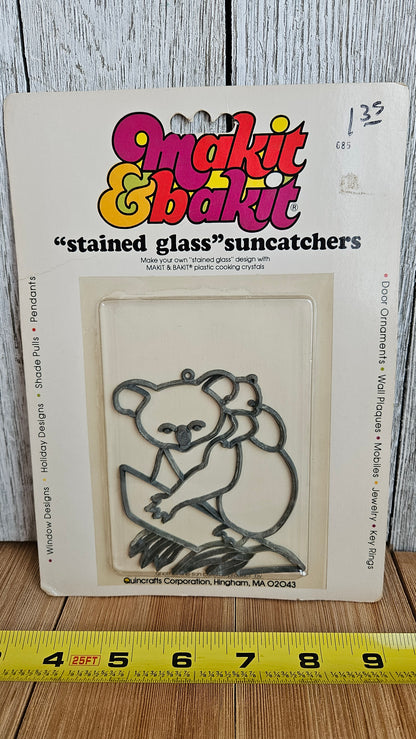 1 35
085
makit
& bakit®
"stained glass" suncatchers
Make your own "stained glass" design with
MAKIT & BAKIT® plastic cooking crystals
• Window Designs • Holiday Designs • Shade Pulls • Pendants
• Door Ornaments • Wall Plaques • Mobiles • Jewelry • Key Rings
Quincrafts Corporation, Hingham, MA 02043
4 25FT 5 6 7 8 9